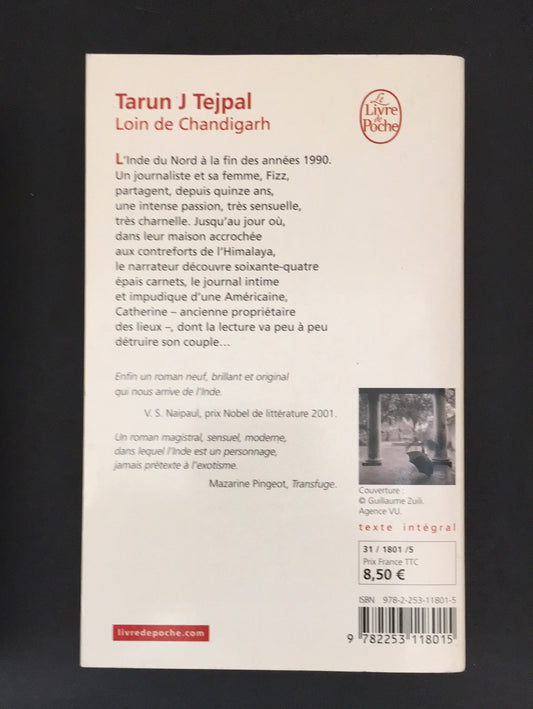 Tarun J Tejpal
Loin de Chandigarh
Le
Livre
de
Poche
L'Inde du Nord à la fin des années 1990.
Un journaliste et sa femme, Fizz,
partagent, depuis quinze ans,
une intense passion, très sensuelle,
très charnelle. Jusqu'au jour où,
dans leur maison accrochée
aux contreforts de l'Himalaya,
le narrateur découvre soixante-quatre
épais carnets, le journal intime
et impudique d'une Américaine,
Catherine – ancienne propriétaire
des lieux –, dont la lecture va peu à peu
détruire son couple…
Enfin un roman neuf, brillant et original
qui nous arrive de l'Inde.
V. S. Naipaul, prix Nobel de littérature 2001.
Un roman magistral, sensuel, moderne,
dans lequel l'Inde est un personnage,
jamais prétexte à l'exotisme.
Mazarine Pingeot, Transfuge.
Couverture :
© Guillaume Zuili.
Agence VU.
texte intégral
31 / 1801 /5
Prix France TTC
8,50 €
ISBN 978-2-253-11801-5
9 782253 118015
livredepoche.com